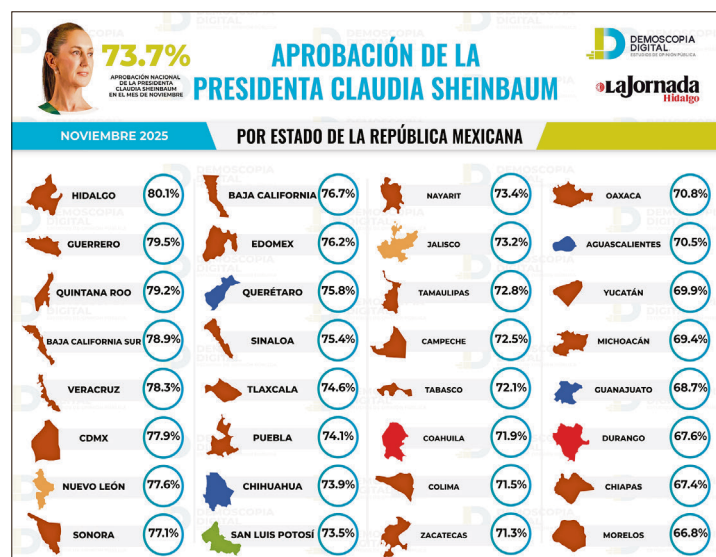 73.7%
APROBACIÓN NACIONAL
DE LA PRESIDENTA
CLAUDIA SHEINBAUM
EN EL MES DE NOVIEMBRE
APROBACIÓN DE LA
PRESIDENTA CLAUDIA SHEINBAUM
DEMOSCOPIA
DIGITAL
ESTUDIOS DE OPINIÓN PÚBLICA
LaJornada
Hidalgo
NOVIEMBRE 2025
POR ESTADO DE LA REPÚBLICA MEXICANA
HIDALGO 80.1%
GUERRERO 79.5%
QUINTANA ROO 79.2%
BAJA CALIFORNIA SUR 78.9%
VERACRUZ 78.3%
CDMX 77.9%
NUEVO LEÓN 77.6%
SONORA 77.1%
BAJA CALIFORNIA 76.7%
EDOMEX 76.2%
QUERÉTARO 75.8%
SINALOA 75.4%
TLAXCALA 74.6%
PUEBLA 74.1%
CHIHUAHUA 73.9%
SAN LUIS POTOSÍ 73.5%
NAYARIT 73.4%
JALISCO 73.2%
TAMAULIPAS 72.8%
CAMPECHE 72.5%
TABASCO 72.1%
COAHUILA 71.9%
COLIMA 71.5%
ZACATECAS 71.3%
OAXACA 70.8%
AGUASCALIENTES 70.5%
YUCATÁN 69.9%
MICHOACÁN 69.4%
GUANAJUATO 68.7%
DURANGO 67.6%
CHIAPAS 67.4%
MORELOS 66.8%